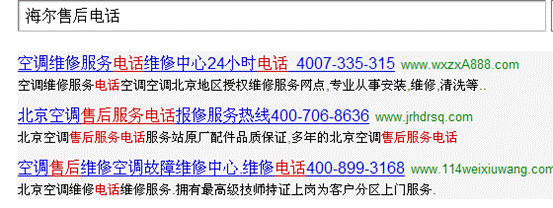 海尔售后电话
空调维修服务电话维修中心24小时电话 4007-335-315 www.wxzxA888.com
空调维修服务电话空调空调北京地区授权维修服务网点,专业从事安装,维修,清洗等..
北京空调售后服务电话报修服务热线400-706-8636 www.jrhdrsq.com
北京空调售后服务电话服务站原厂配件品质保证,多年的北京空调售后服务电话
空调售后维修空调故障维修中心.维修电话400-899-3168 www.114weixiuwang.com
北京空调维修电话维修服务.拥有最高级技师持证上岗为客户分区上门服务.